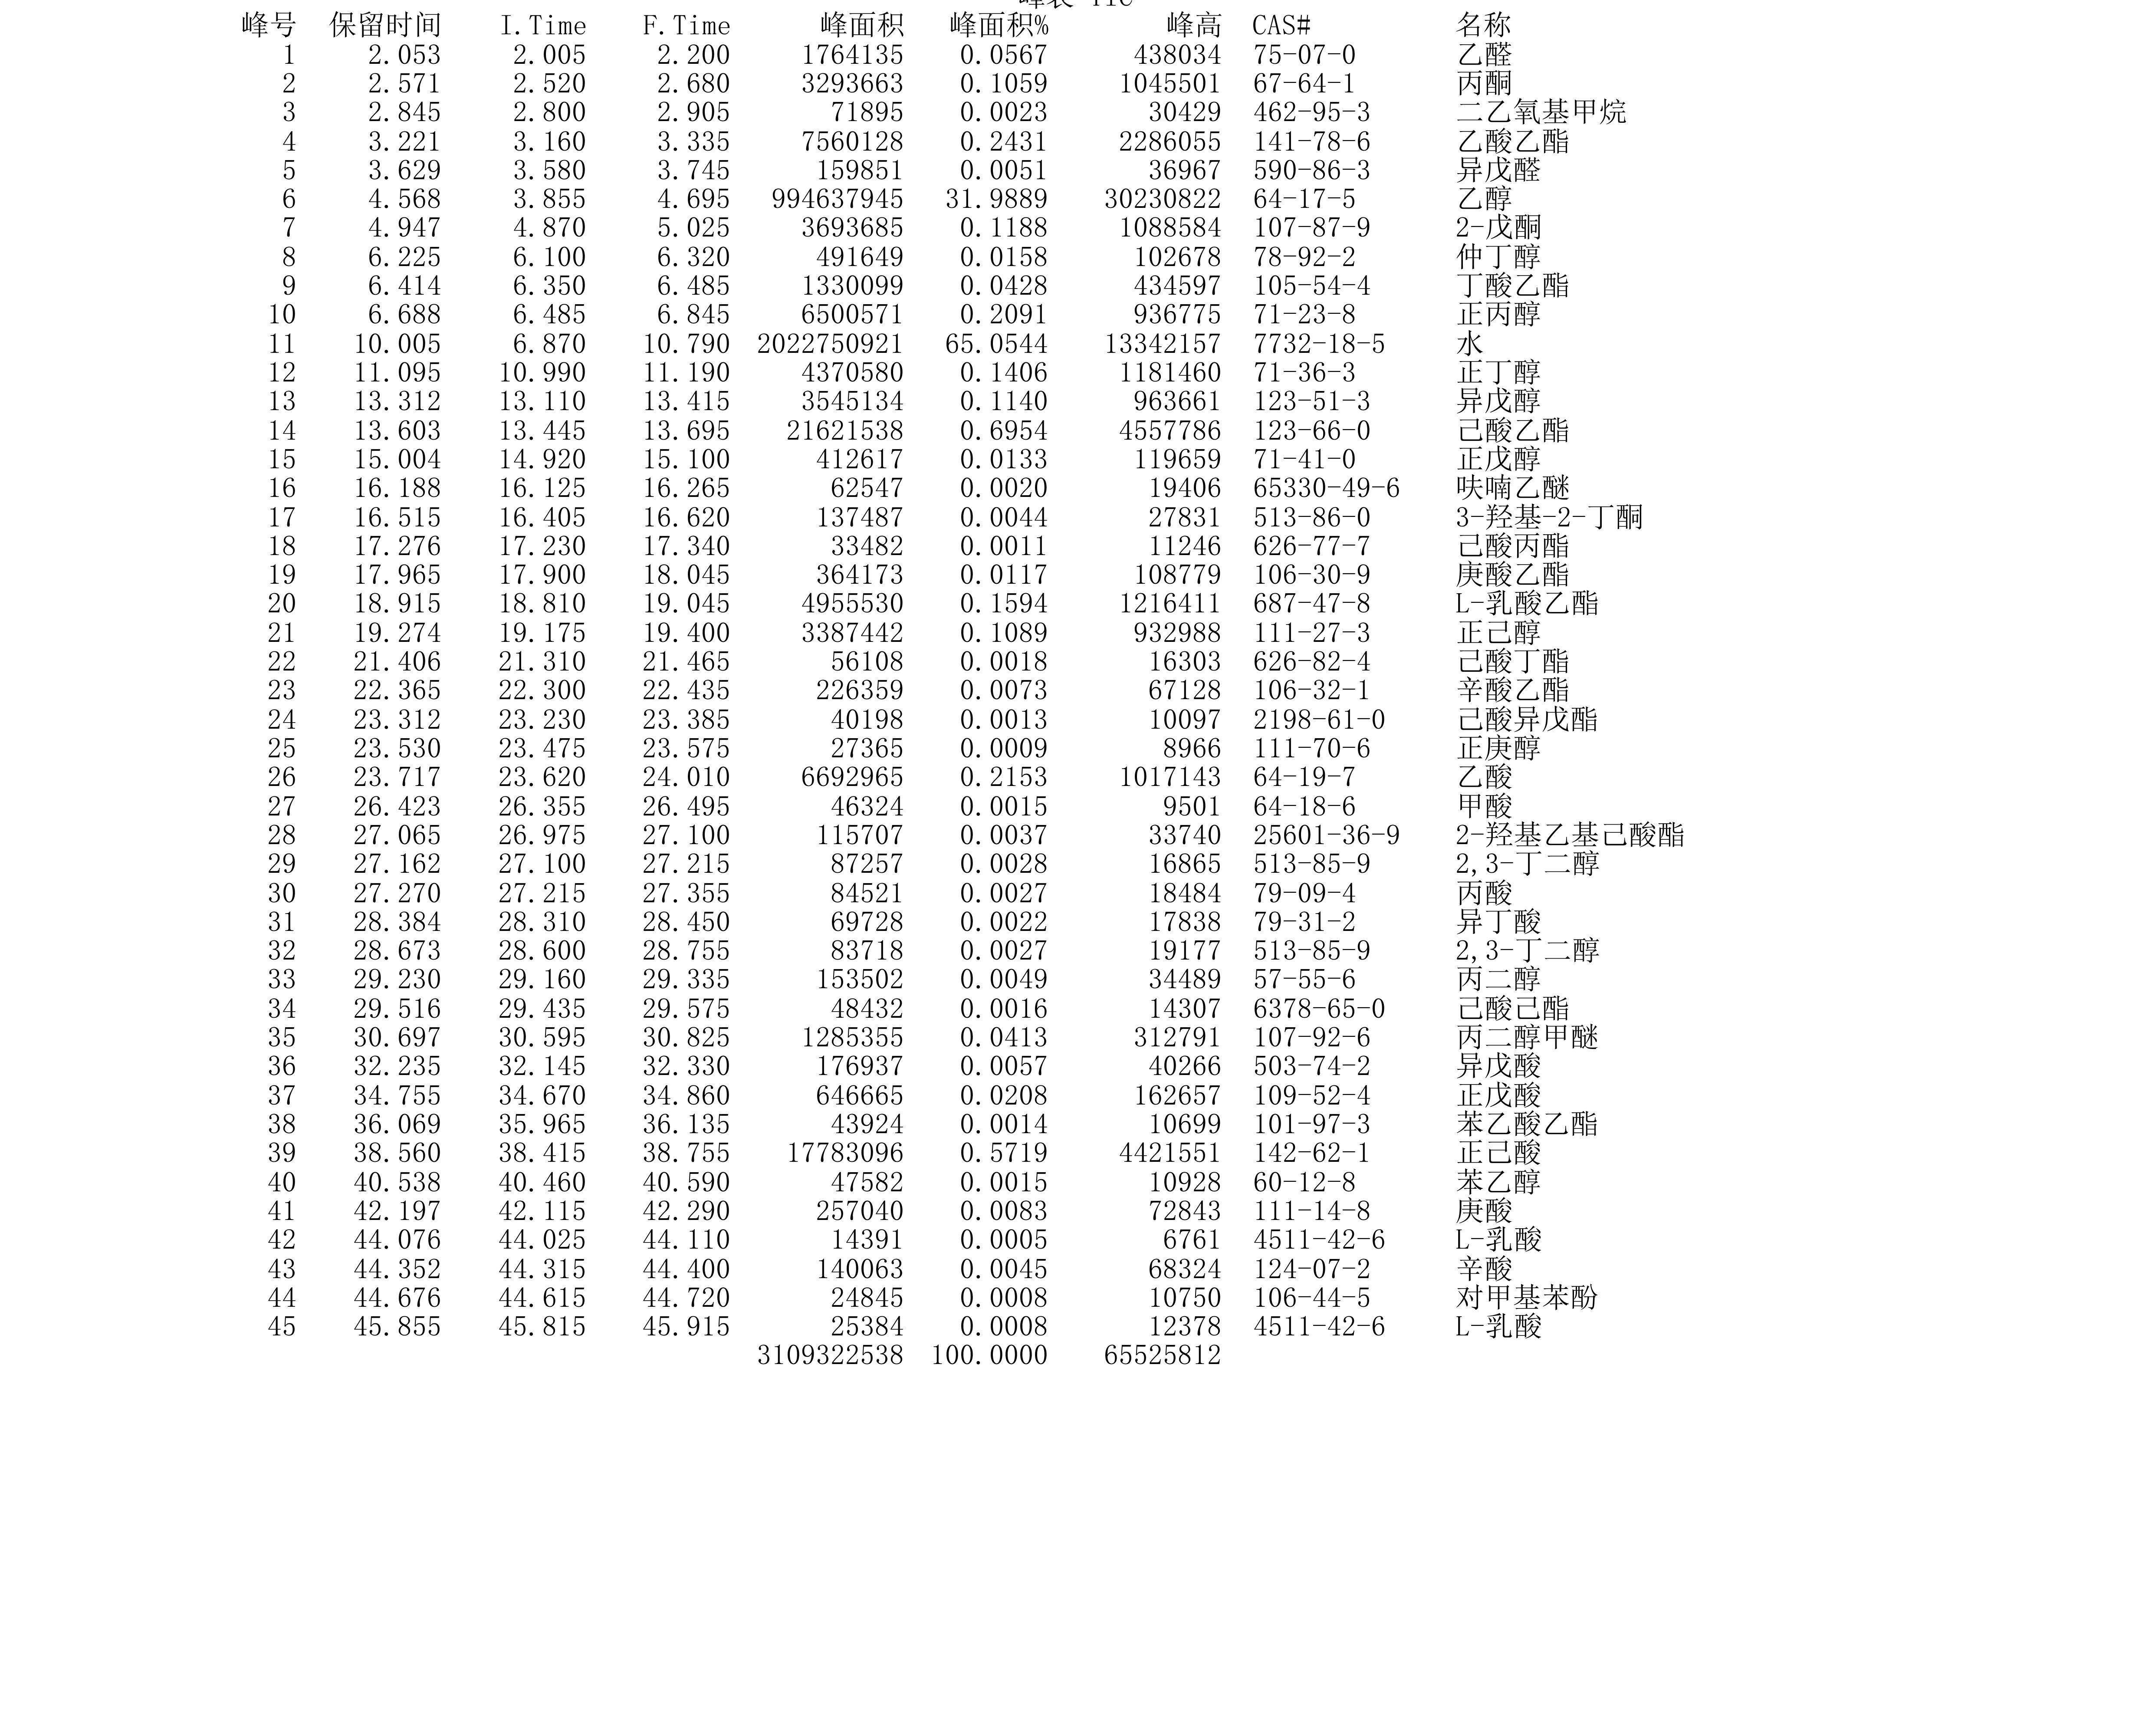 峰表 TIC
峰号 保留时间 I.Time F.Time 峰面积 峰面积% 峰高 CAS# 名称
1 2.053 2.005 2.200 1764135 0.0567 438034 75-07-0 乙醛
2 2.571 2.520 2.680 3293663 0.1059 1045501 67-64-1 丙酮
3 2.845 2.800 2.905 71895 0.0023 30429 462-95-3 二乙氧基甲烷
4 3.221 3.160 3.335 7560128 0.2431 2286055 141-78-6 乙酸乙酯
5 3.629 3.580 3.745 159851 0.0051 36967 590-86-3 异戊醛
6 4.568 3.855 4.695 994637945 31.9889 30230822 64-17-5 乙醇
7 4.947 4.870 5.025 3693685 0.1188 1088584 107-87-9 2-戊酮
8 6.225 6.100 6.320 491649 0.0158 102678 78-92-2 仲丁醇
9 6.414 6.350 6.485 1330099 0.0428 434597 105-54-4 丁酸乙酯
10 6.688 6.485 6.845 6500571 0.2091 936775 71-23-8 正丙醇
11 10.005 6.870 10.790 2022750921 65.0544 13342157 7732-18-5 水
12 11.095 10.990 11.190 4370580 0.1406 1181460 71-36-3 正丁醇
13 13.312 13.110 13.415 3545134 0.1140 963661 123-51-3 异戊醇
14 13.603 13.445 13.695 21621538 0.6954 4557786 123-66-0 己酸乙酯
15 15.004 14.920 15.100 412617 0.0133 119659 71-41-0 正戊醇
16 16.188 16.125 16.265 62547 0.0020 19406 65330-49-6 呋喃乙醚
17 16.515 16.405 16.620 137487 0.0044 27831 513-86-0 3-羟基-2-丁酮
18 17.276 17.230 17.340 33482 0.0011 11246 626-77-7 己酸丙酯
19 17.965 17.900 18.045 364173 0.0117 108779 106-30-9 庚酸乙酯
20 18.915 18.810 19.045 4955530 0.1594 1216411 687-47-8 L-乳酸乙酯
21 19.274 19.175 19.400 3387442 0.1089 932988 111-27-3 正己醇
22 21.406 21.310 21.465 56108 0.0018 16303 626-82-4 己酸丁酯
23 22.365 22.300 22.435 226359 0.0073 67128 106-32-1 辛酸乙酯
24 23.312 23.230 23.385 40198 0.0013 10097 2198-61-0 己酸异戊酯
25 23.530 23.475 23.575 27365 0.0009 8966 111-70-6 正庚醇
26 23.717 23.620 24.010 6692965 0.2153 1017143 64-19-7 乙酸
27 26.423 26.355 26.495 46324 0.0015 9501 64-18-6 甲酸
28 27.065 26.975 27.100 115707 0.0037 33740 25601-36-9 2-羟基乙基己酸酯
29 27.162 27.100 27.215 87257 0.0028 16865 513-85-9 2,3-丁二醇
30 27.270 27.215 27.355 84521 0.0027 18484 79-09-4 丙酸
31 28.384 28.310 28.450 69728 0.0022 17838 79-31-2 异丁酸
32 28.673 28.600 28.755 83718 0.0027 19177 513-85-9 2,3-丁二醇
33 29.230 29.160 29.335 153502 0.0049 34489 57-55-6 丙二醇
34 29.516 29.435 29.575 48432 0.0016 14307 6378-65-0 己酸己酯
35 30.697 30.595 30.825 1285355 0.0413 312791 107-92-6 丙二醇甲醚
36 32.235 32.145 32.330 176937 0.0057 40266 503-74-2 异戊酸
37 34.755 34.670 34.860 646665 0.0208 162657 109-52-4 正戊酸
38 36.069 35.965 36.135 43924 0.0014 10699 101-97-3 苯乙酸乙酯
39 38.560 38.415 38.755 17783096 0.5719 4421551 142-62-1 正己酸
40 40.538 40.460 40.590 47582 0.0015 10928 60-12-8 苯乙醇
41 42.197 42.115 42.290 257040 0.0083 72843 111-14-8 庚酸
42 44.076 44.025 44.110 14391 0.0005 6761 4511-42-6 L-乳酸
43 44.352 44.315 44.400 140063 0.0045 68324 124-07-2 辛酸
44 44.676 44.615 44.720 24845 0.0008 10750 106-44-5 对甲基苯酚
45 45.855 45.815 45.915 25384 0.0008 12378 4511-42-6 L-乳酸
3109322538 100.0000 65525812